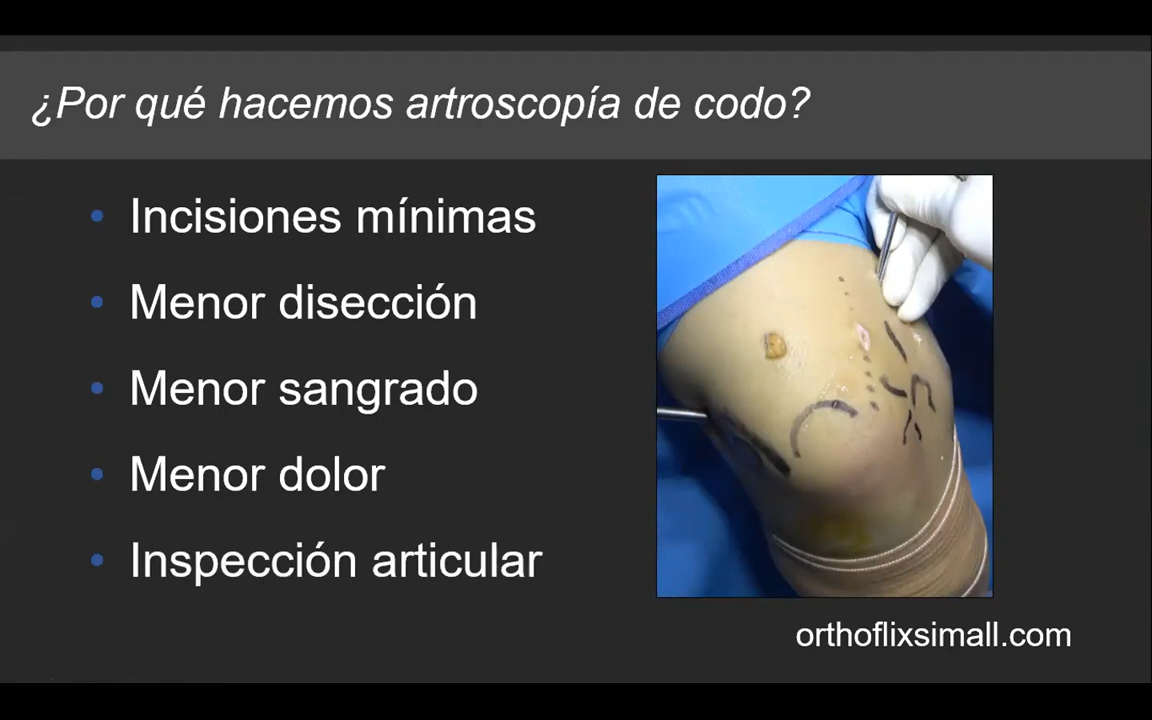 ¿Por qué hacemos artroscopía de codo?
• Incisiones mínimas
• Menor disección
• Menor sangrado
• Menor dolor
• Inspección articular
orthoflixsimall.com